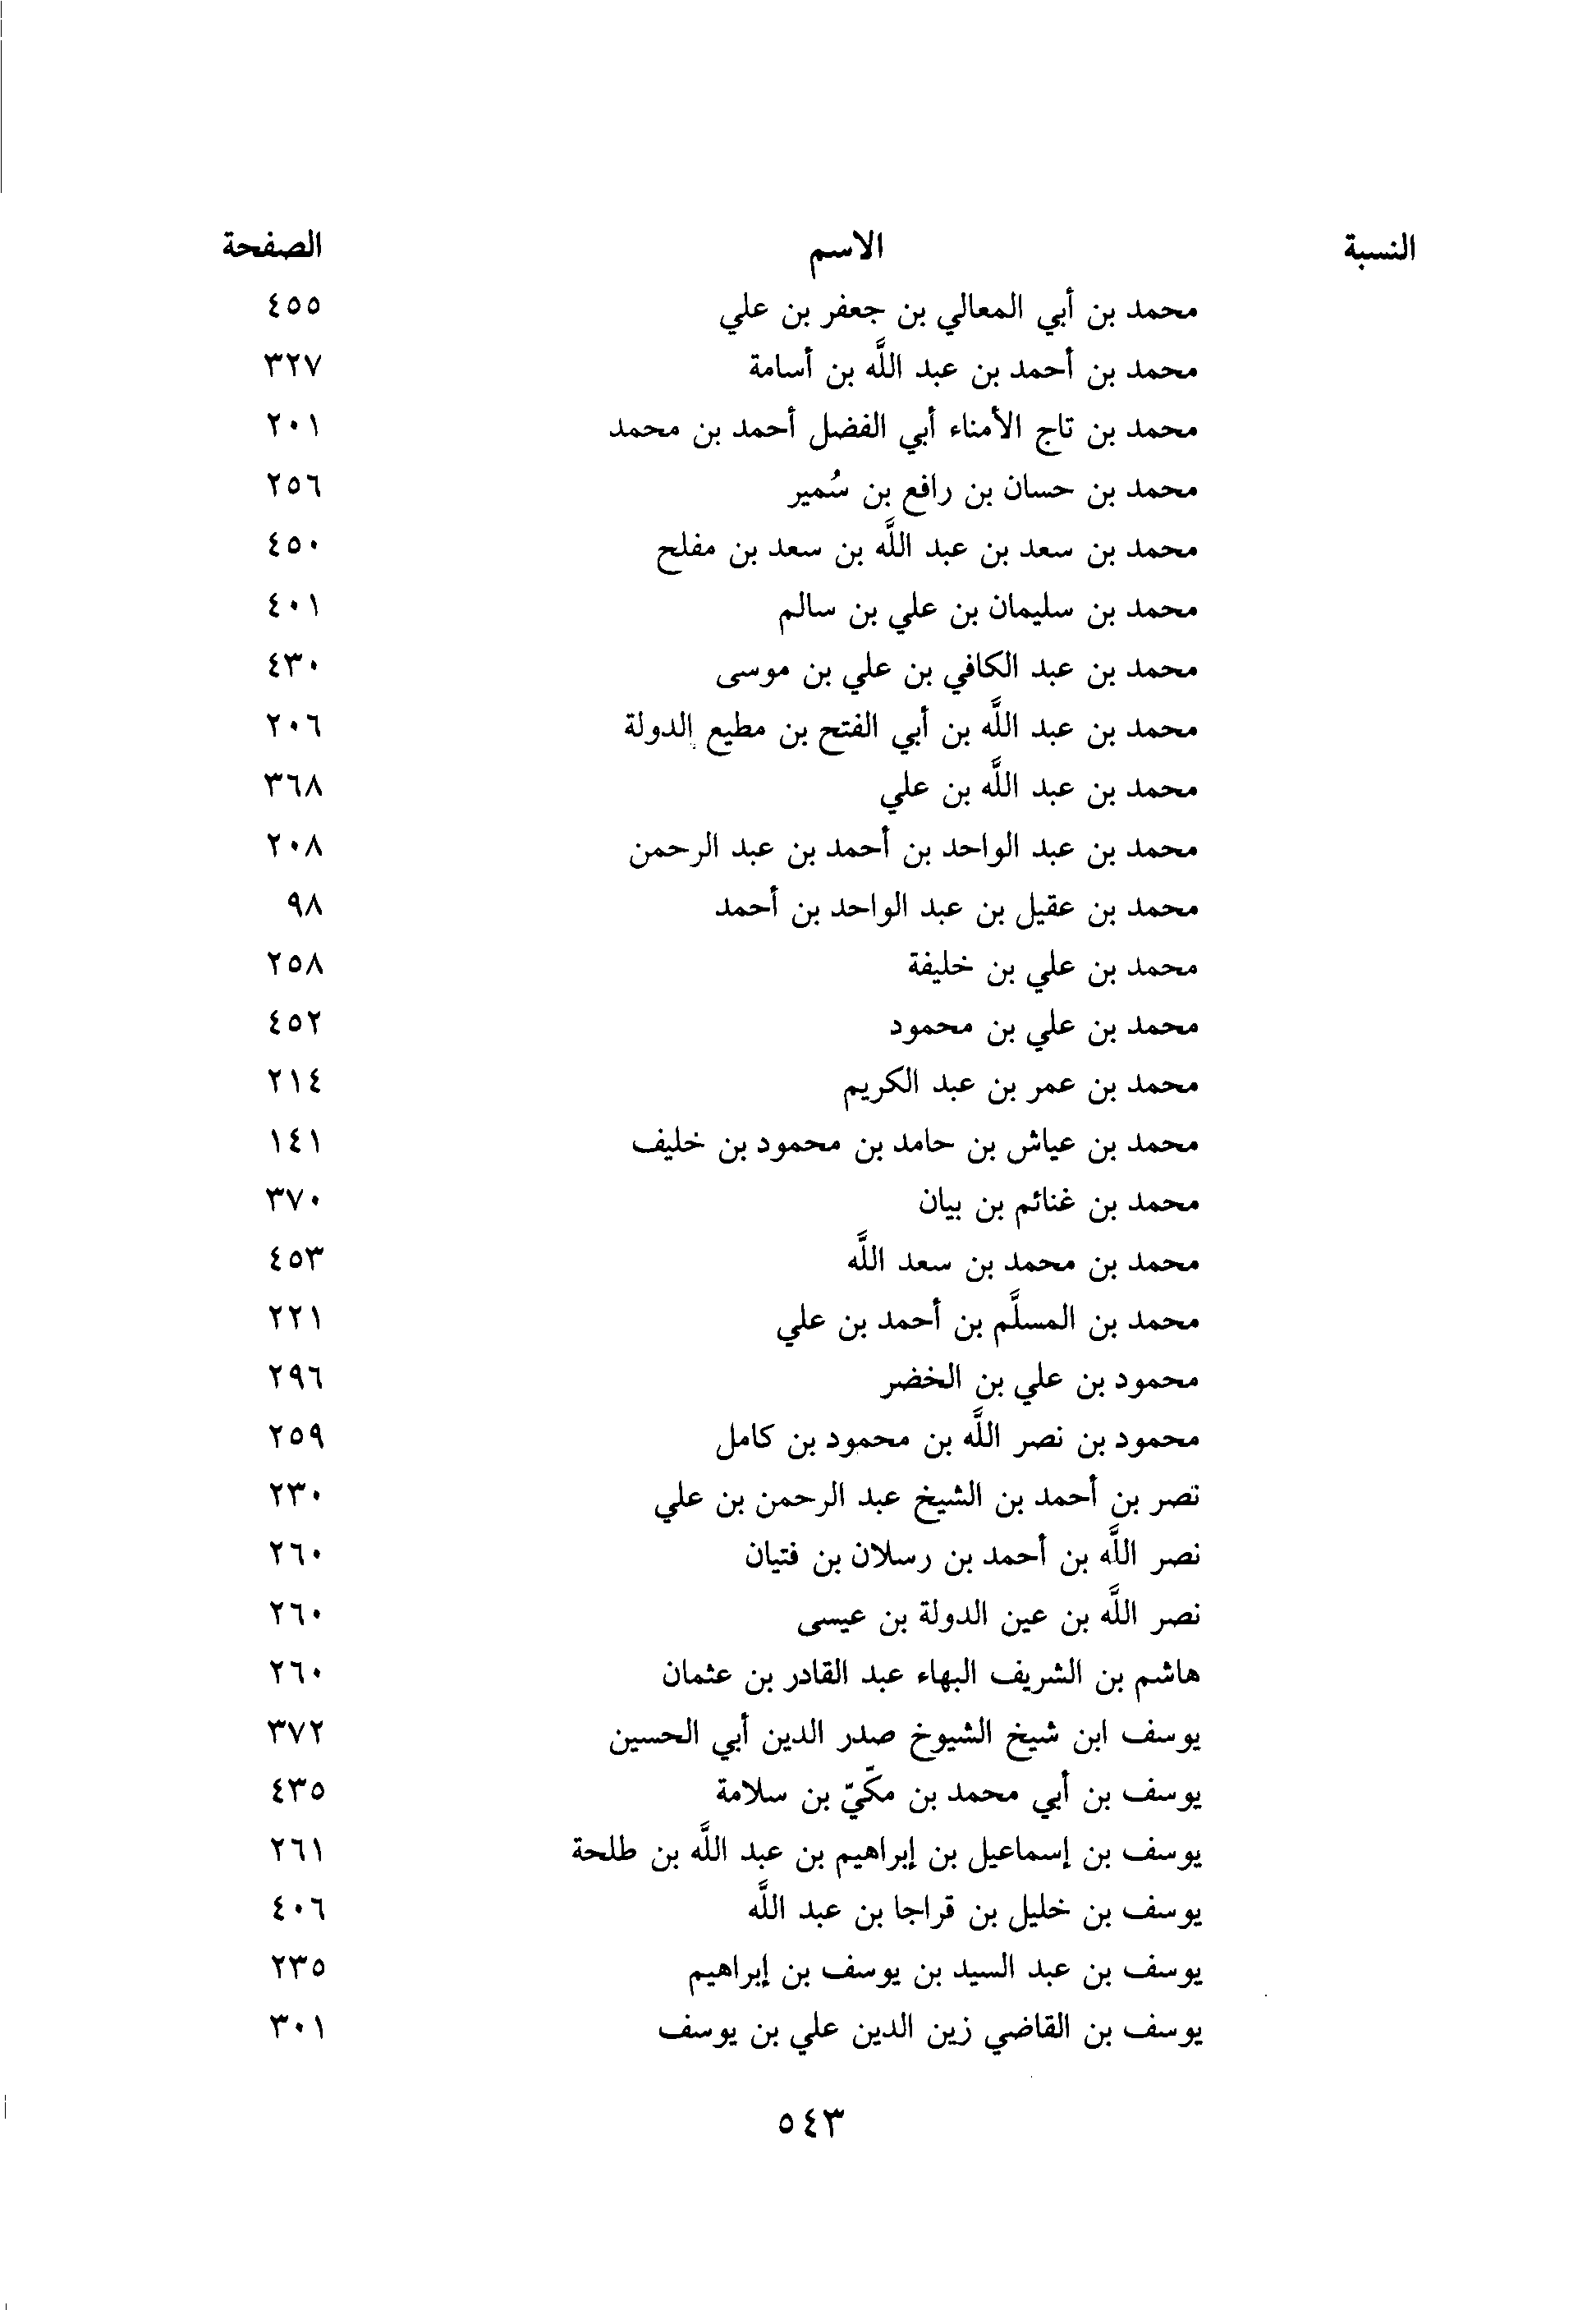 النسبة الاسم الصفحة
محمد بن أبي المعالي بن جعفر بن علي ٤٥٥
محمد بن أحمد بن عبد اللَّه بن أسامة ٣٢٧
محمد بن تاج الأمناء أبي الفضل أحمد بن محمد ٢٠١
محمد بن حسان بن رافع بن سُمير ٢٥٦
محمد بن سعد بن عبد اللَّه بن سعد بن مفلح ٤٥٠
محمد بن سليمان بن علي بن سالم ٤٠١
محمد بن عبد الكافي بن علي بن موسى ٤٣٠
محمد بن عبد اللَّه بن أبي الفتح بن مطيع الدولة ٢٠٦
محمد بن عبد اللَّه بن علي ٣٦٨
محمد بن عبد الواحد بن أحمد بن عبد الرحمن ٢٠٨
محمد بن عقيل بن عبد الواحد بن أحمد ٩٨
محمد بن علي بن خليفة ٢٥٨
محمد بن علي بن محمود ٤٥٢
محمد بن عمر بن عبد الكريم ٢١٤
محمد بن عياش بن حامد بن محمود بن خليف ١٤١
محمد بن غنائم بن بيان ٣٧٠
محمد بن محمد بن سعد اللَّه ٤٥٣
محمد بن المسلَّم بن أحمد بن علي ٢٢١
محمود بن علي بن الخضر ٢٩٦
محمود بن نصر اللَّه بن محمود بن كامل ٢٥٩
نصر بن أحمد بن الشيخ عبد الرحمن بن علي ٢٣٠
نصر اللَّه بن أحمد بن رسلان بن فتيان ٢٦٠
نصر اللَّه بن عين الدولة بن عيسى ٢٦٠
هاشم بن الشريف البهاء عبد القادر بن عثمان ٢٦٠
يوسف ابن شيخ الشيوخ صدر الدين أبي الحسين ٣٧٢
يوسف بن أبي محمد بن مكّيّ بن سلامة ٤٣٥
يوسف بن إسماعيل بن إبراهيم بن عبد اللَّه بن طلحة ٢٦١
يوسف بن خليل بن قراجا بن عبد اللَّه ٤٠٦
يوسف بن عبد السيد بن يوسف بن إبراهيم ٢٣٥
يوسف بن القاضي زين الدين علي بن يوسف ٣٠١
٥٤٣